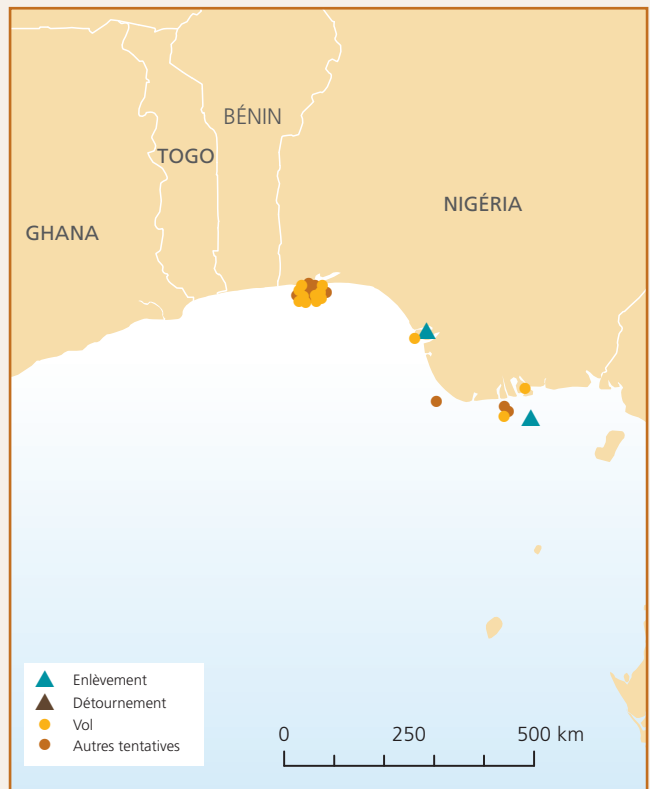 BÉNIN
TOGO
NIGÉRIA
GHANA
Enlèvement
Détournement
Vol
Autres tentatives
0 250 500 km